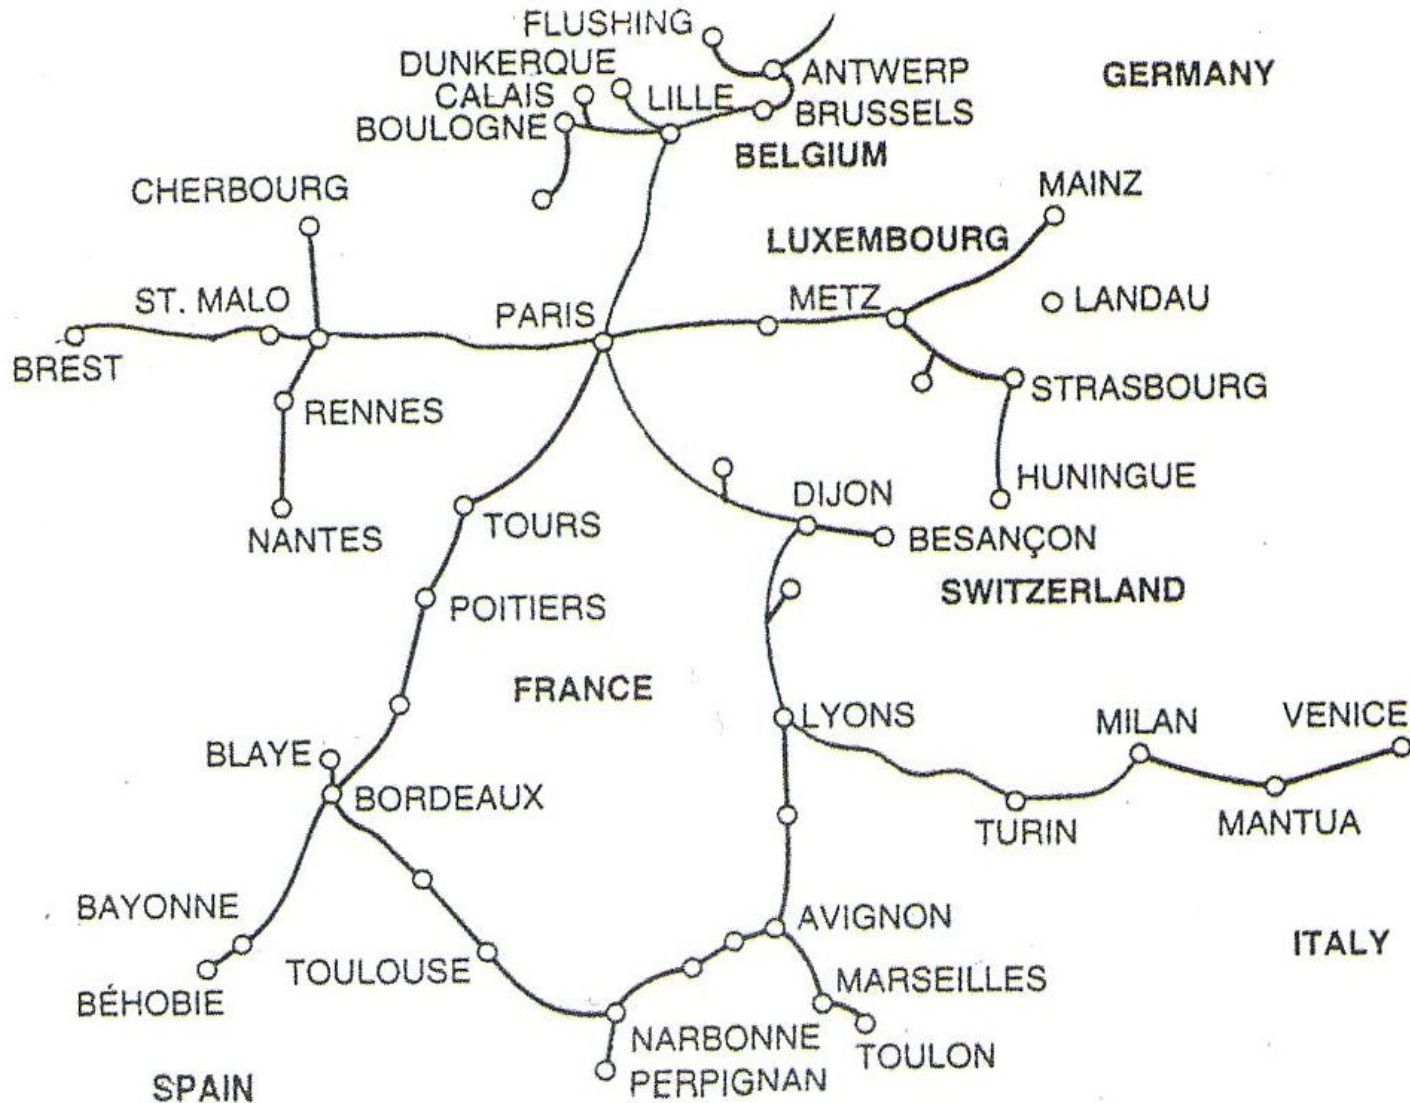 FLUSHING
DUNKERQUE
ANTWERP
GERMANY
CALAIS
LILLE
BOULOGNE
BRUSSELS
BELGIUM
CHERBOURG
MAINZ
LUXEMBOURG
ST. MALO
PARIS
METZ
LANDAU
BREST
RENNES
STRASBOURG
HUNINGUE
DIJON
NANTES
TOURS
BESANÇON
SWITZERLAND
POITIERS
FRANCE
LYONS
MILAN
VENICE
BLAYE
BORDEAUX
TURIN
MANTUA
BAYONNE
AVIGNON
ITALY
TOULOUSE
MARSEILLES
BÉHOBIE
NARBONNE
TOULON
PERPIGNAN
SPAIN